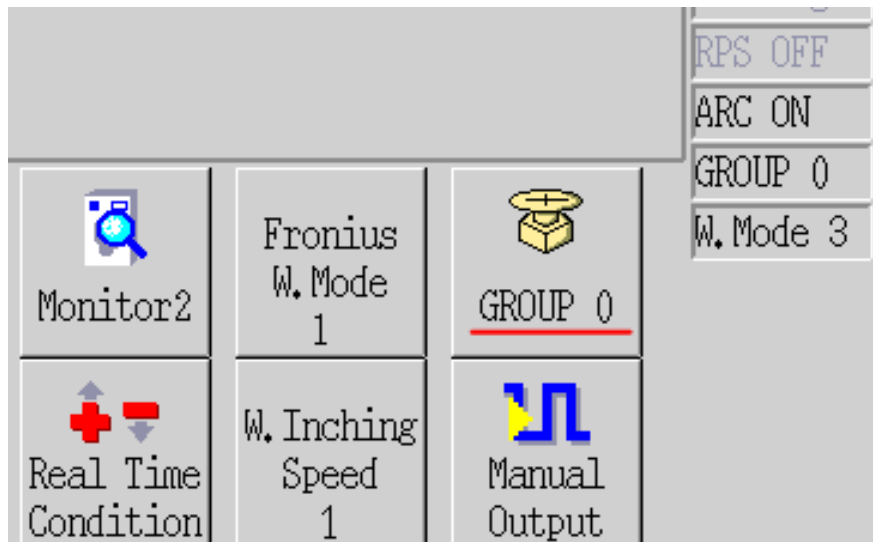 RPS OFF
ARC ON
GROUP 0
W.Mode 3
Monitor2
Fronius
W.Mode
1
GROUP 0
Real Time
Condition
W.Inching
Speed
1
Manual
Output